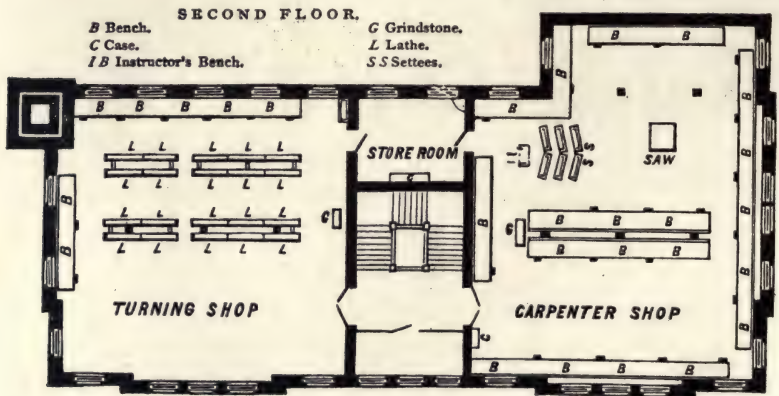 SECOND FLOOR.
B Bench.
C Case.
I B Instructor's Bench.
G Grindstone.
L Lathe.
S S Settees.
B B B B B
B
B B
L L L L L L
L L L L L L
L L L L L L
L L L L L L
B
B
G
STORE ROOM
C
B
S
S
SAW
B
B
B
B
B
G
B B B
B B B
TURNING SHOP
CARPENTER SHOP
C
B B B B